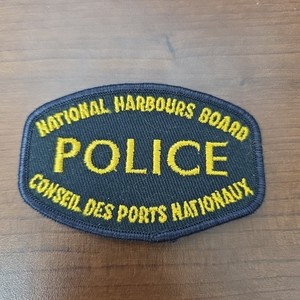 NATIONAL HARBOURS BOARD
POLICE
CONSEIL DES PORTS NATIONAUX